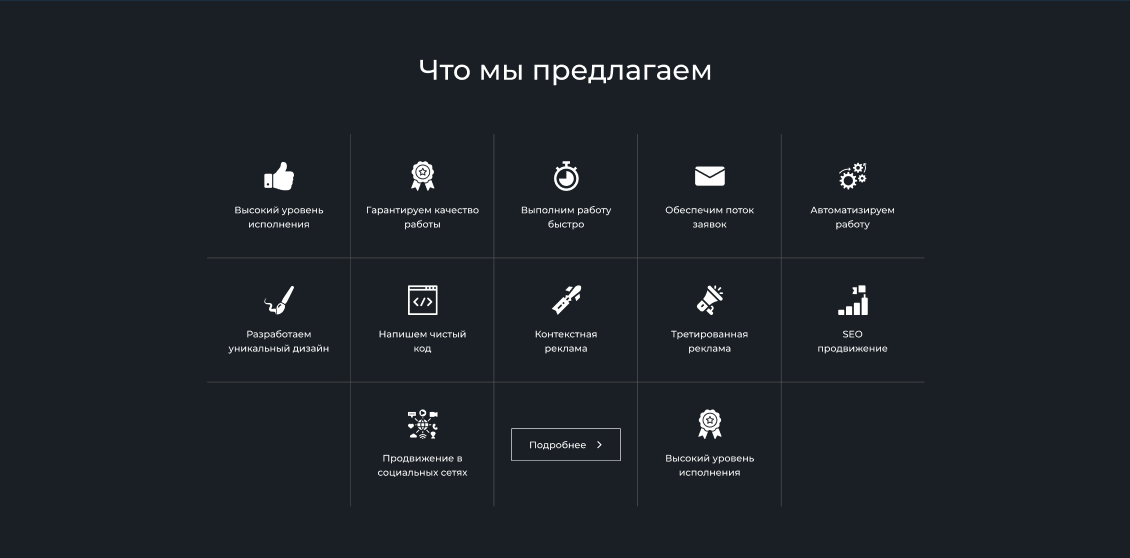 Что мы предлагаем
Высокий уровень
исполнения
Гарантируем качество
работы
Выполним работу
быстро
Обеспечим поток
заявок
Автоматизируем
работу
Разработаем
уникальный дизайн
Напишем чистый
код
Контекстная
реклама
Третированная
реклама
SEO
продвижение
Продвижение в
социальных сетях
Подробнее
Высокий уровень
исполнения